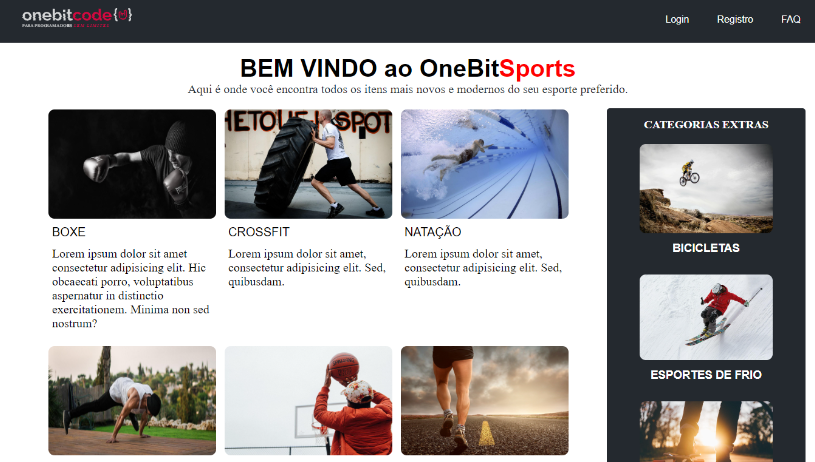 onebitcode{
Login Registro FAQ
BEM VINDO ao OneBitSports
Aqui é onde você encontra todos os itens mais novos e modernos do seu esporte preferido.
BOXE
Lorem ipsum dolor sit amet
consectetur adipisicing elit. Hic
obcaecati porro, voluptatibus
aspernatur in distinctio
exercitationem. Minima non sed
nostrum?
CROSSFIT
Lorem ipsum dolor sit amet,
consectetur adipisicing elit. Sed,
quibusdam.
NATAÇÃO
Lorem ipsum dolor sit amet,
consectetur adipisicing elit. Sed,
quibusdam.
CATEGORIAS EXTRAS
BICICLETAS
ESPORTES DE FRIO